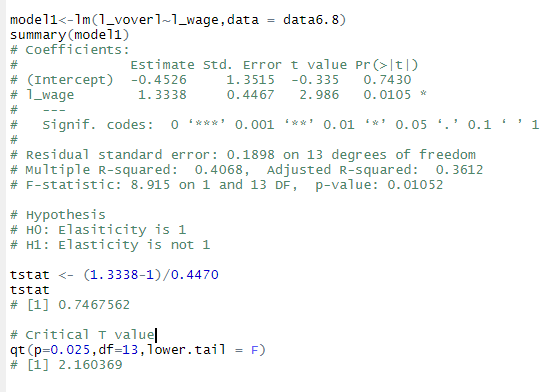 model1<-lm(l_voverl~l_wage,data = data6.8)
summary(model1)
# Coefficients:
#             Estimate Std. Error t value Pr(>|t|)
# (Intercept)  -0.4526     1.3515  -0.335   0.7430
# l_wage        1.3338     0.4467   2.986   0.0105 *
#   ---
#   Signif. codes:  0 ‘***’ 0.001 ‘**’ 0.01 ‘*’ 0.05 ‘.’ 0.1 ‘ ’ 1
#
# Residual standard error: 0.1898 on 13 degrees of freedom
# Multiple R-squared:  0.4068,  Adjusted R-squared:  0.3612
# F-statistic: 8.915 on 1 and 13 DF,  p-value: 0.01052
# Hypothesis
# H0: Elasiticity is 1
# H1: Elasticity is not 1
tstat <- (1.3338-1)/0.4470
tstat
# [1] 0.7467562
# Critical T value
qt(p=0.025,df=13,lower.tail = F)
# [1] 2.160369